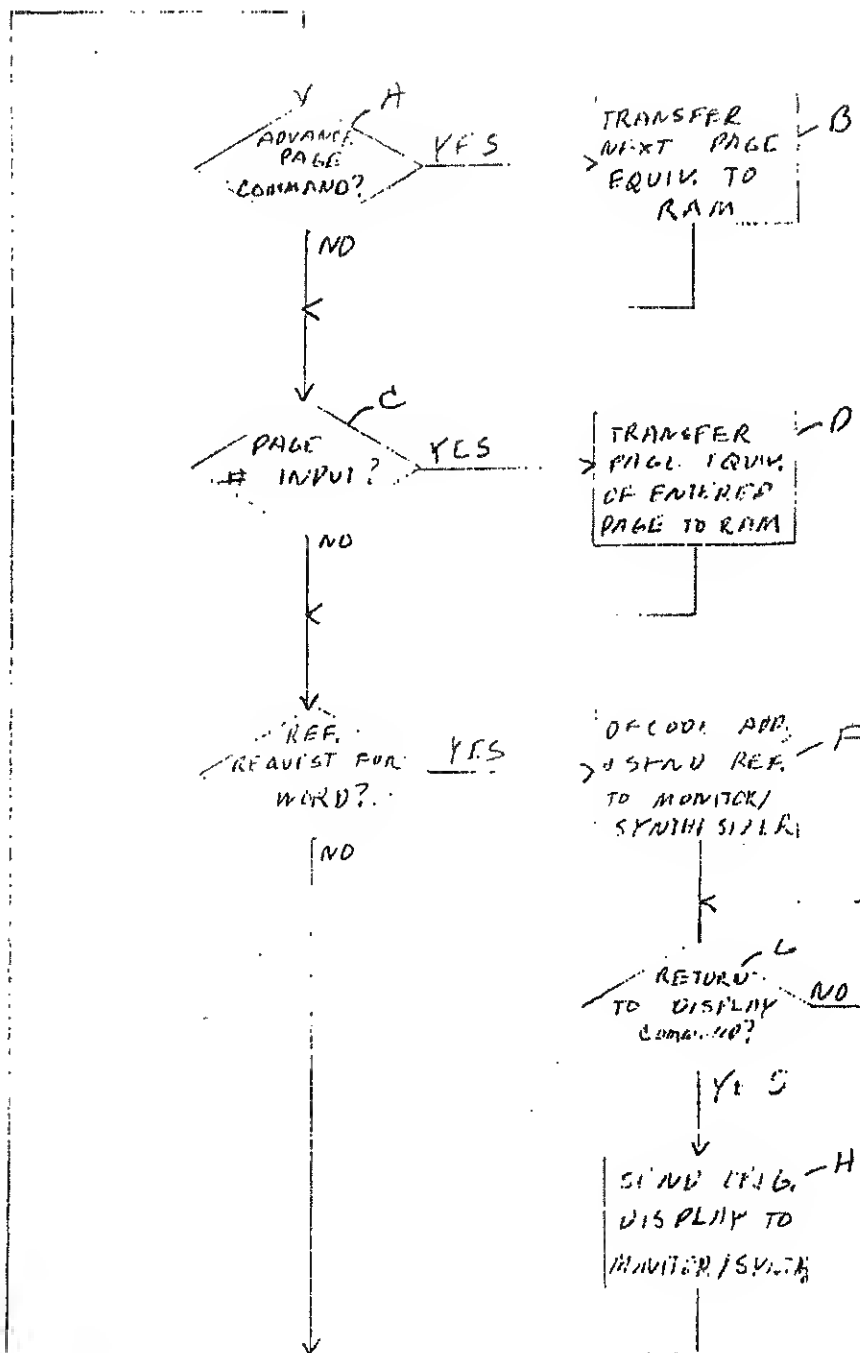 A
ADVANCE
PAGE
COMMAND?
YES
NO
TRANSFER
NEXT PAGE
EQUIV. TO
RAM
B
C
PAGE
# INPUT?
YES
NO
TRANSFER
PAGE EQUIV.
OF ENTERED
PAGE TO RAM
D
REF.
REQUEST FOR
WORD?
YES
NO
DECODE ADD.
SEND REF.
TO MONITOR/
SYNTHESIZER
RETURN
TO DISPLAY
NO
YES
SEND
DISPLAY TO
MONITOR/SYNTH
H